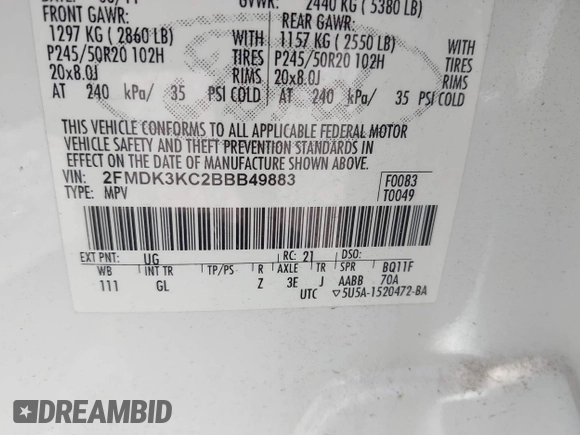 GVWR: 2440 KG ( 5380 LB)
FRONT GAWR: REAR GAWR:
1297 KG ( 2860 LB) 1157 KG ( 2550 LB)
P245/50R20 102H TIRES P245/50R20 102H TIRES
20x8.0J RIMS 20x8.0J RIMS
AT 240 kPa/ 35 PSI COLD AT 240 kPa/ 35 PSI COLD
THIS VEHICLE CONFORMS TO ALL APPLICABLE FEDERAL MOTOR
VEHICLE SAFETY AND THEFT PREVENTION STANDARDS IN
EFFECT ON THE DATE OF MANUFACTURE SHOWN ABOVE.
VIN: 2FMDK3KC2BBB49883 F0083
TYPE: MPV T0049
EXT PNT: UG RC: 21 DSO:
WB INT TR TP/PS R AXLE TR SPR BQ11F
111 GL Z 3E J AABB 70A
UTC ▽5U5A-1520472-BA
DREAMBID